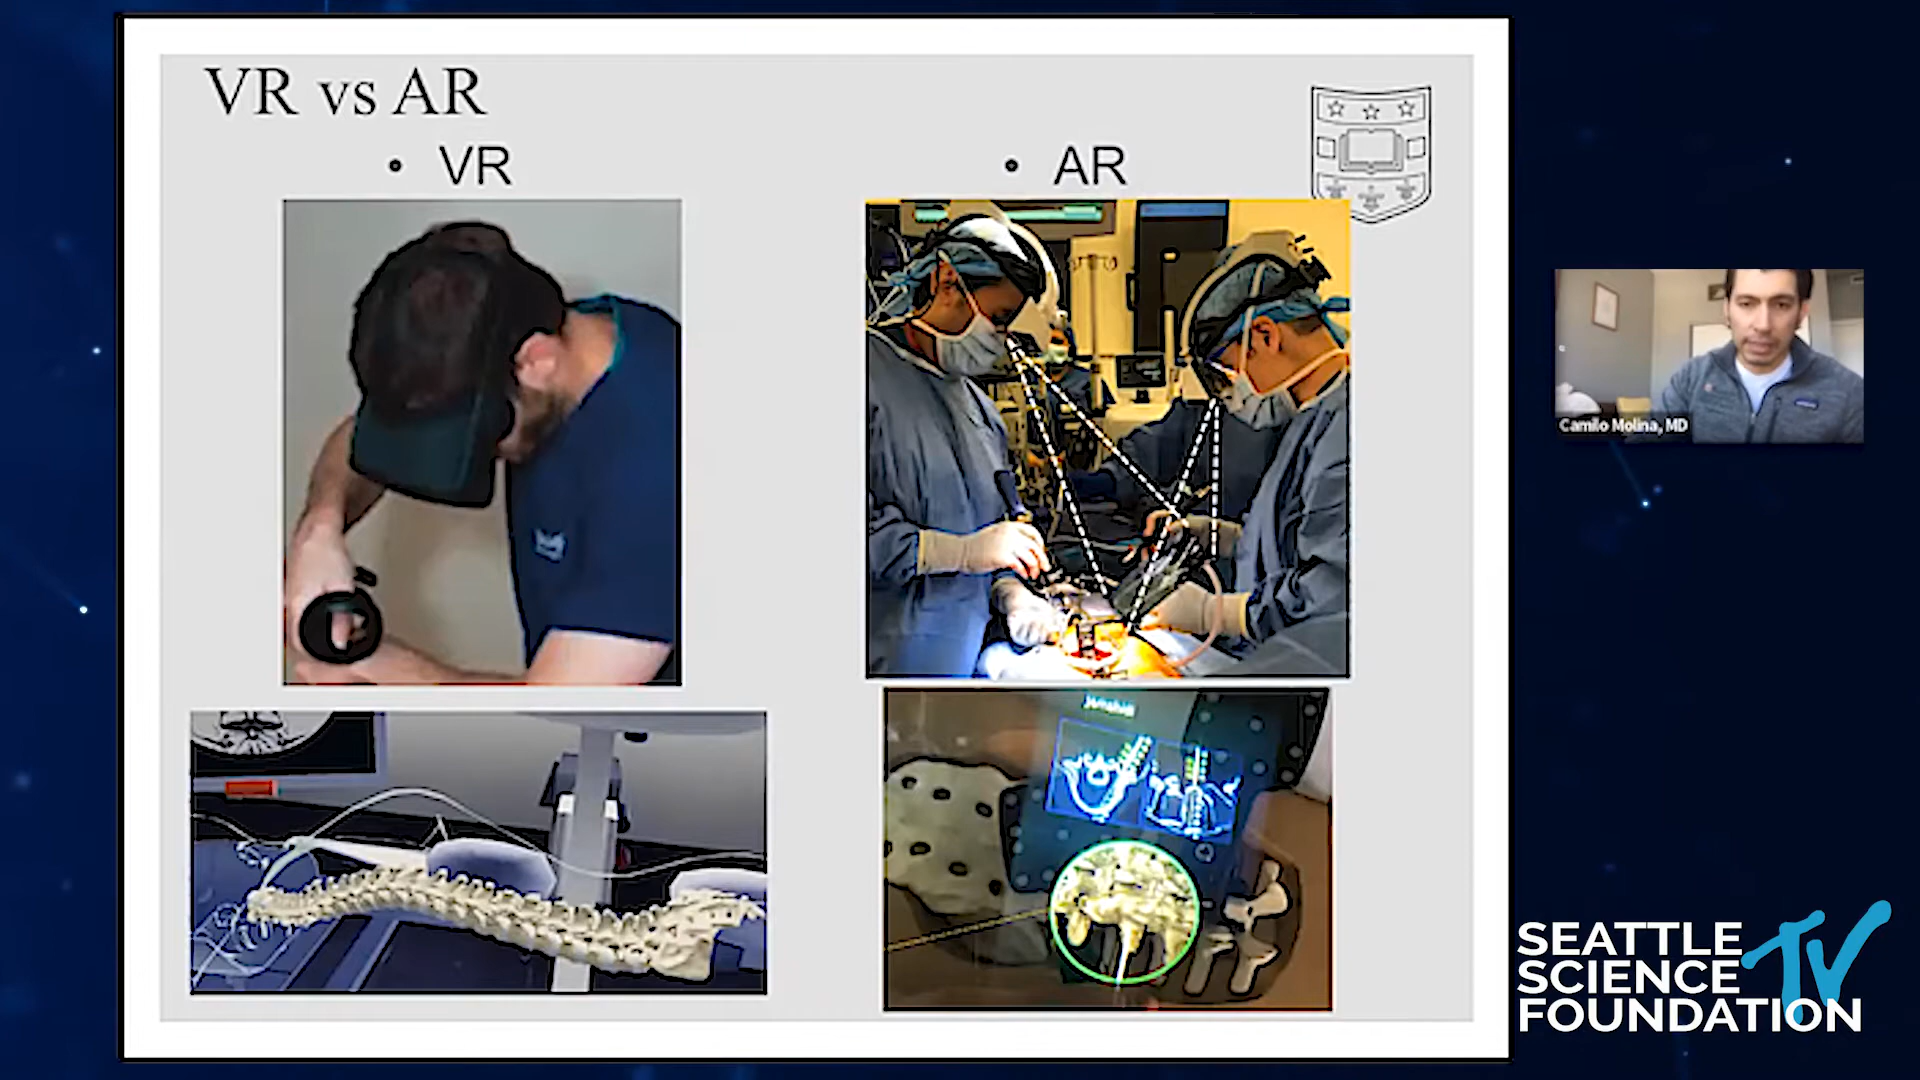 VR vs AR
• VR
• AR
Camilo Molina, MD
SEATTLE
SCIENCE
FOUNDATION
TV